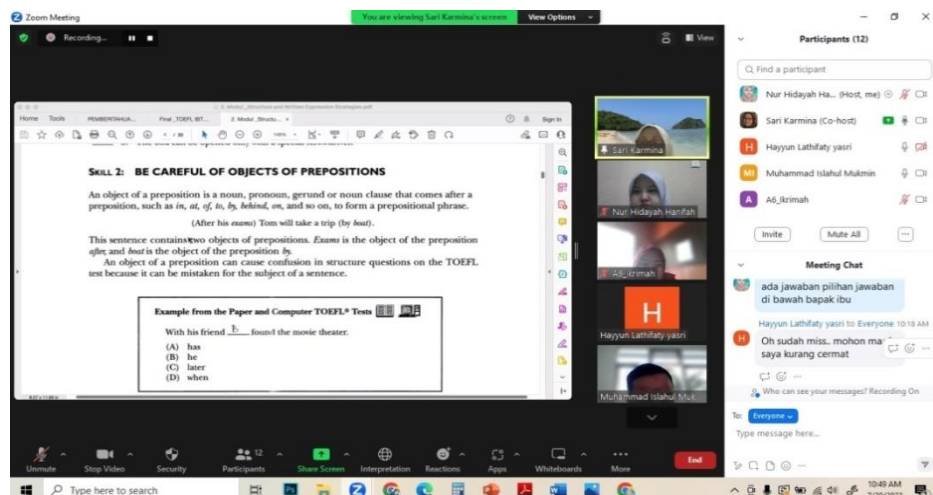 Zoom Meeting
You are viewing Sari Karmina's screen
View Options
Recording...
View
Participants (12)
Find a participant
Nur Hidayah Ha... (Host, me)
Sari Karmina (Co-host)
H Hayyun Lathifaty yasri
MI Muhammad Islahul Mukmin
A A6_Ikrimah
Invite
Mute All
Meeting Chat
ada jawaban pilihan jawaban
di bawah bapak ibu
Hayyun Lathifaty yasri to Everyone 10:18 AM
H
Oh sudah miss.. mohon
saya kurang cermat
Who can see your messages? Recording On
To: Everyone
Type message here...
Home Tools
Sign In
SKILL 2: BE CAREFUL OF OBJECTS OF PREPOSITIONS
An object of a preposition is a noun, pronoun, gerund or noun clause that comes after a
preposition, such as in, at, of, to, by, behind, on, and so on, to form a prepositional phrase.
(After his exams) Tom will take a trip (by boat).
This sentence contains two objects of prepositions. Exams is the object of the preposition
after, and boat is the object of the preposition by.
An object of a preposition can cause confusion in structure questions on the TOEFL
test because it can be mistaken for the subject of a sentence.
Example from the Paper and Computer TOEFL® Tests
With his friend B found the movie theater.
(A) has
(B) he
(C) later
(D) when
Sari Karmina
Nur Hidayah Hanifah
A6_Ikrimah
H
Hayyun Lathifaty yasri
Muhammad Islahul Muk...
Unmute
Stop Video
Security
12
Participants
Share Screen
Interpretation
Reactions
Apps
Whiteboards
More
End
Type here to search
10:49 AM